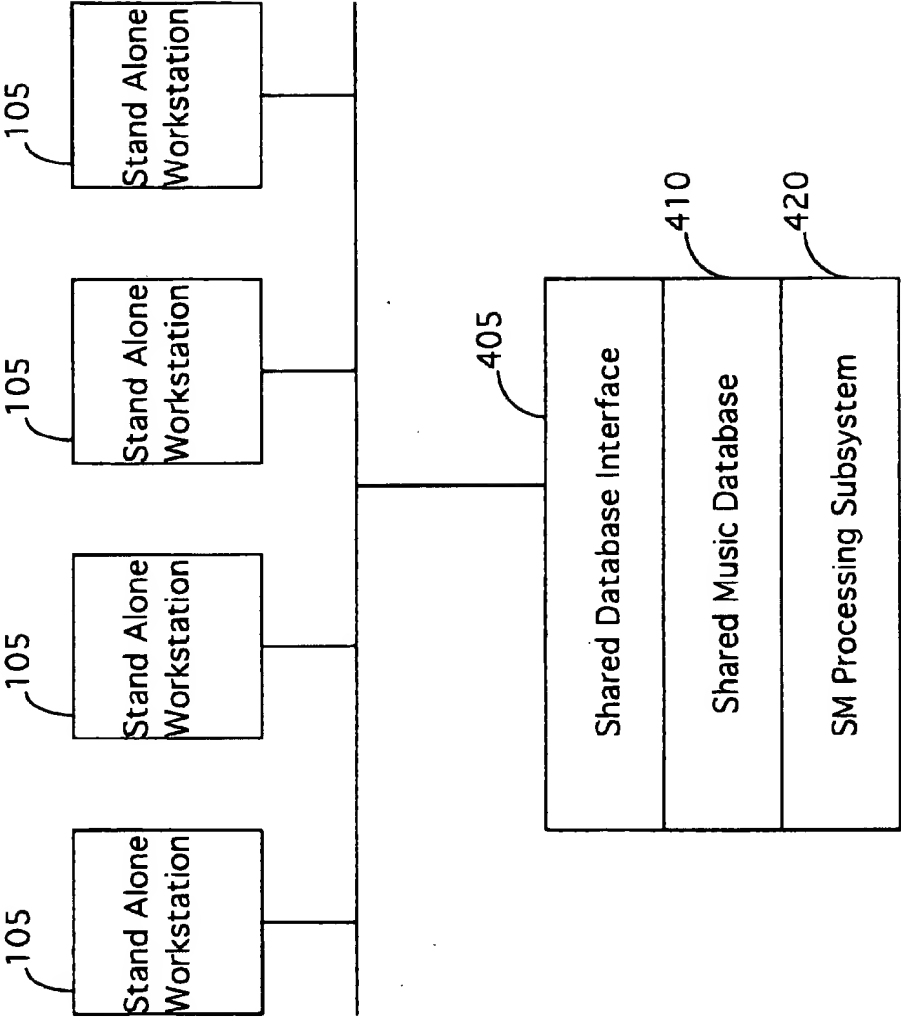 105
105
105
105
Stand Alone
Workstation
Stand Alone
Workstation
Stand Alone
Workstation
Stand Alone
Workstation
405
Shared Database Interface
410
Shared Music Database
420
SM Processing Subsystem